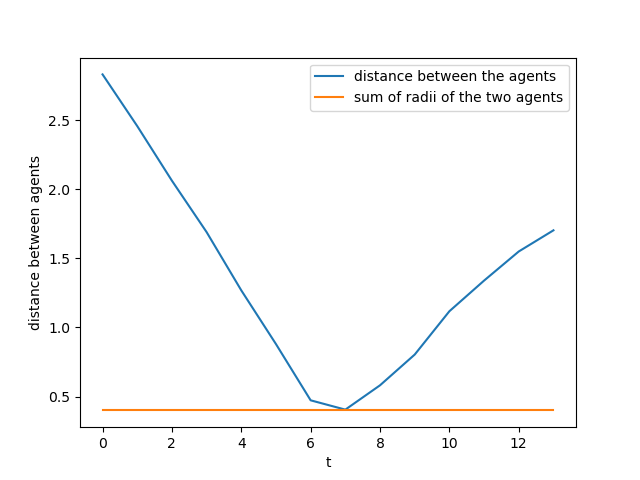 distance between the agents
sum of radii of the two agents
distance between agents
2.5
2.0
1.5
1.0
0.5
0 2 4 6 8 10 12
t